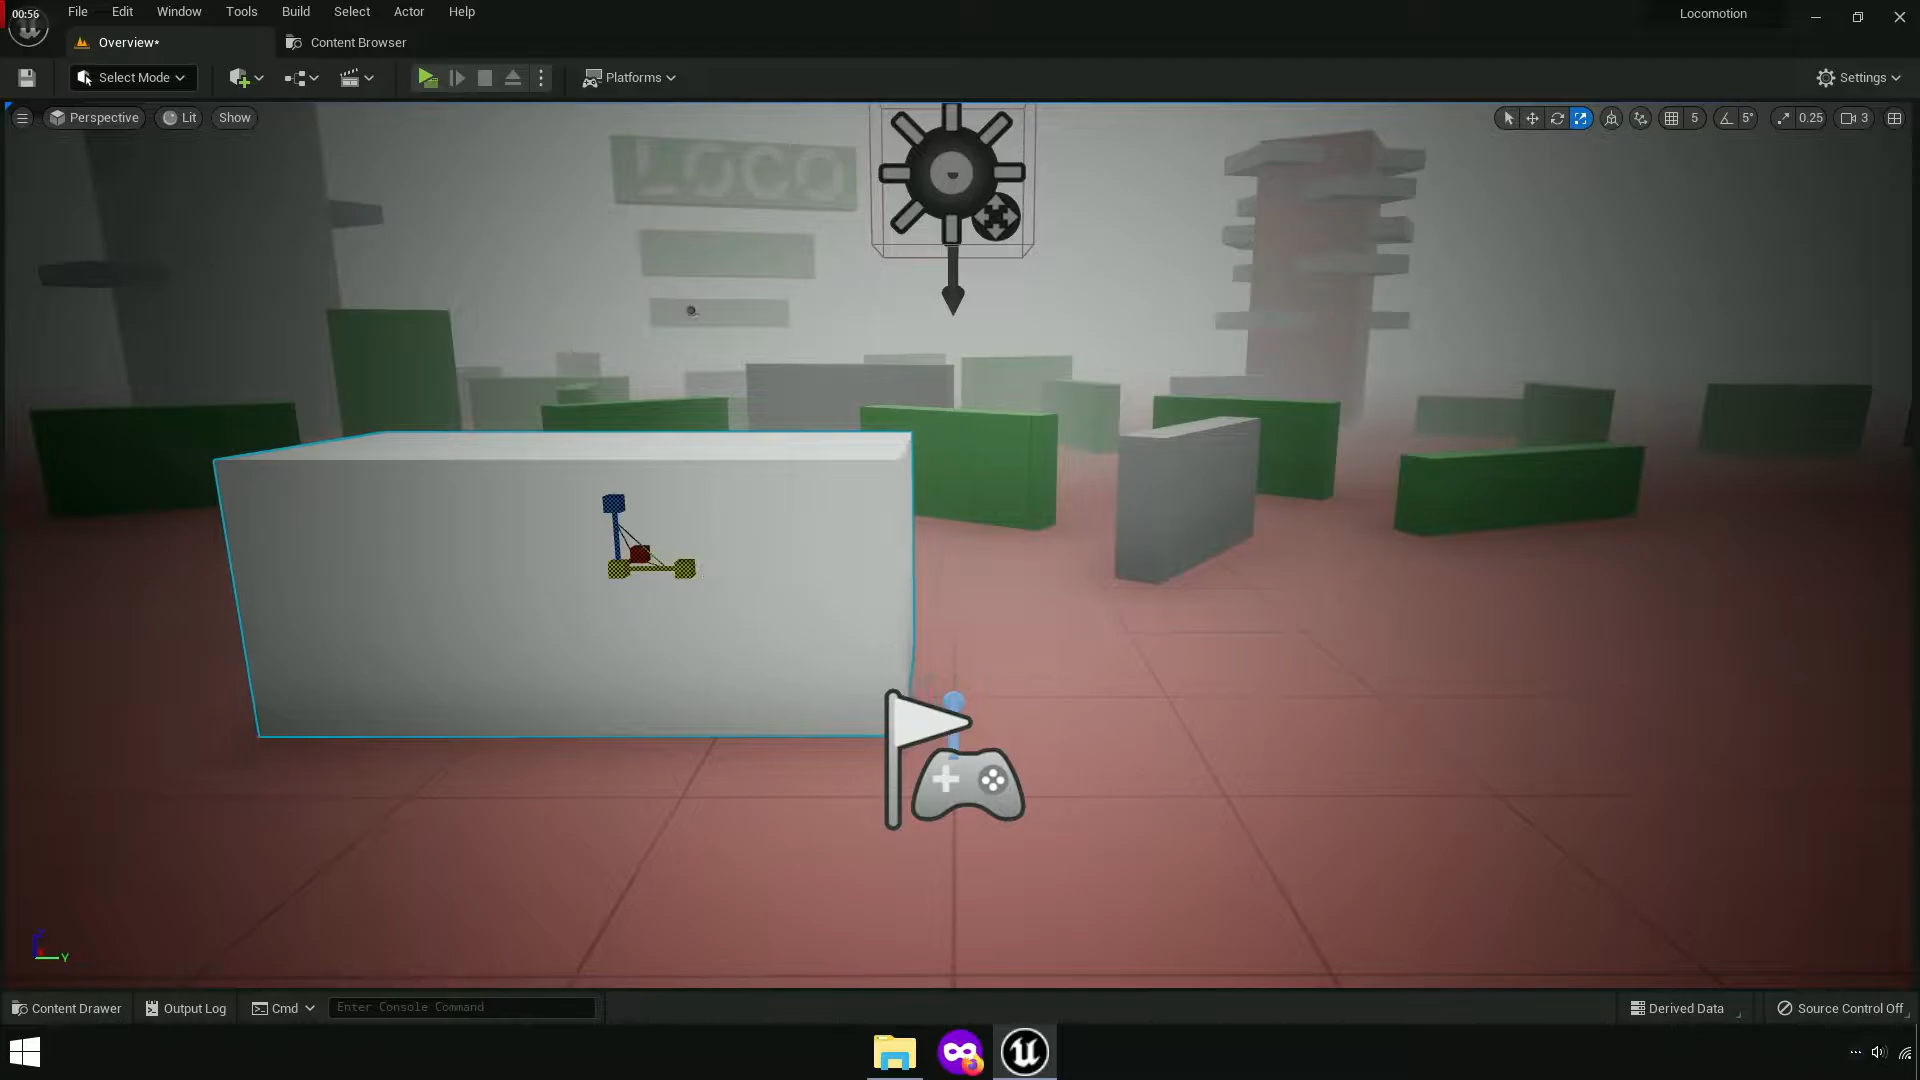 00:56
File Edit Window Tools Build Select Actor Help
Locomotion
Overview*
Content Browser
Select Mode
Platforms
Settings
Perspective
Lit
Show
5
5°
0.25
3
LOCO
Z
Y
Content Drawer
Output Log
Cmd
Enter Console Command
Derived Data
Source Control Off